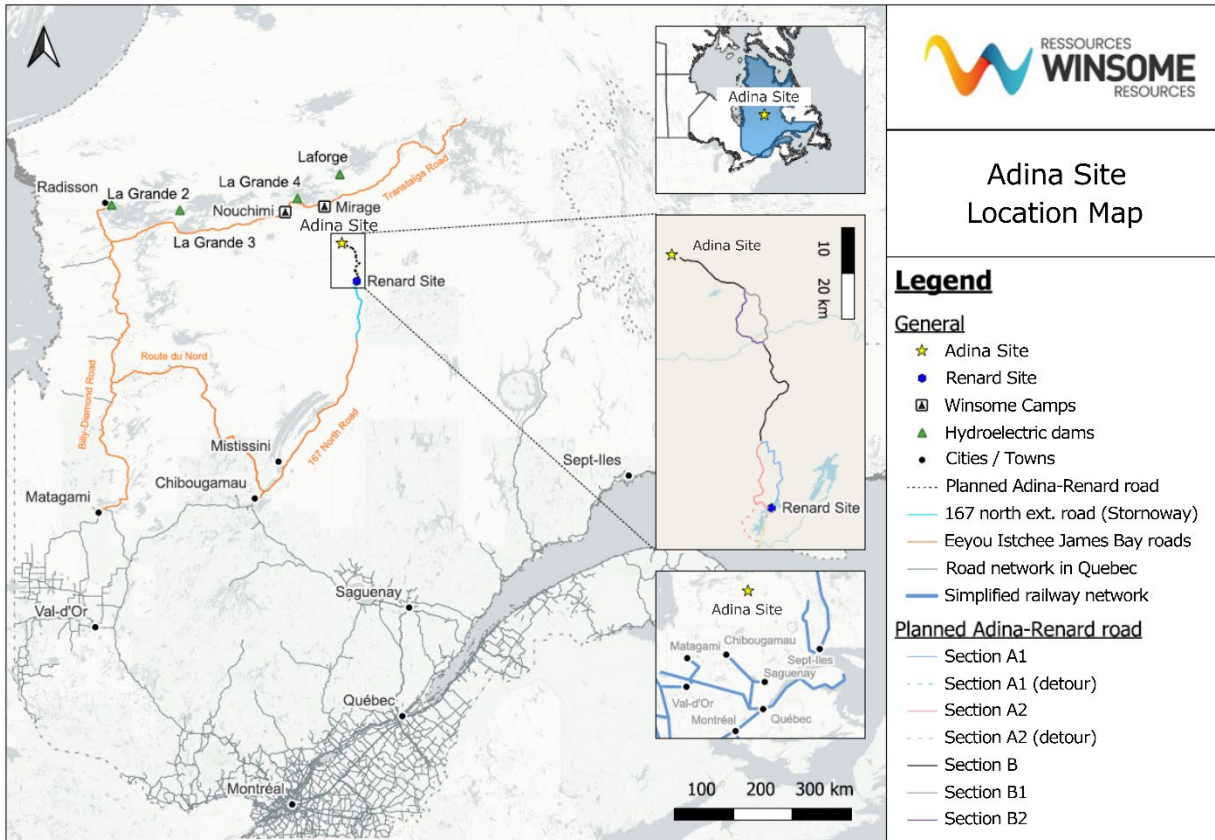 RESSOURCES
WINSOME
RESOURCES
Adina Site
Location Map
Legend
General
Adina Site
Renard Site
Winsome Camps
Hydroelectric dams
Cities / Towns
Planned Adina-Renard road
167 north ext. road (Stornoway)
Eeyou Istchee James Bay roads
Road network in Quebec
Simplified railway network
Planned Adina-Renard road
Section A1
Section A1 (detour)
Section A2
Section A2 (detour)
Section B
Section B1
Section B2
Laforge
La Grande 4
Transtaïga Road
Radisson
La Grande 2
Nouchimi
Mirage
La Grande 3
Adina Site
Renard Site
Route du Nord
Billy-Diamond Road
167 North Road
Mistissini
Chibougamau
Matagami
Sept-Iles
Val-d'Or
Saguenay
Québec
Montréal
Adina Site
Adina Site
10
20 km
Renard Site
Adina Site
Matagami
Chibougamau
Sept-Iles
Saguenay
Val-d'Or
Montréal
Québec
100 200 300 km